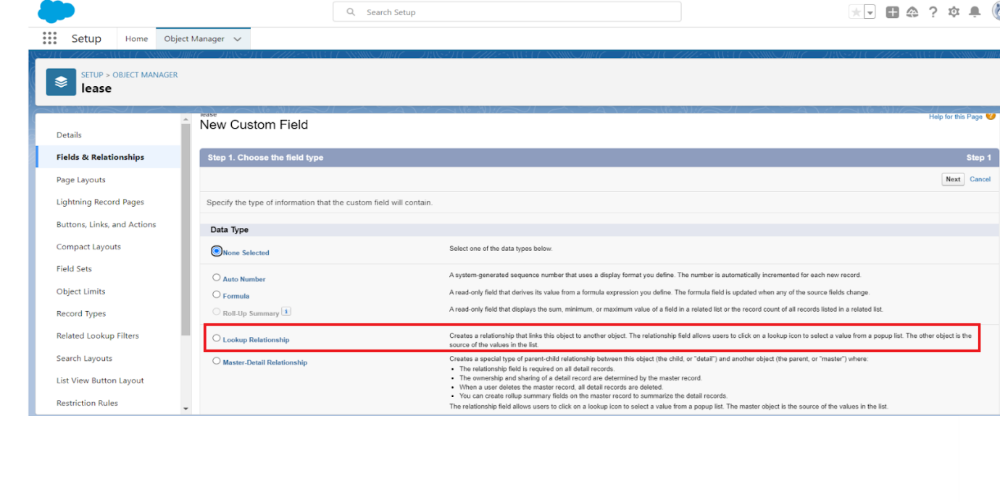 Search Setup
Setup
Home
Object Manager
SETUP > OBJECT MANAGER
lease
Details
Fields & Relationships
Page Layouts
Lightning Record Pages
Buttons, Links, and Actions
Compact Layouts
Field Sets
Object Limits
Record Types
Related Lookup Filters
Search Layouts
List View Button Layout
Restriction Rules
lease
New Custom Field
Help for this Page
Step 1. Choose the field type Step 1
Next Cancel
Specify the type of information that the custom field will contain.
Data Type
None Selected Select one of the data types below.
Auto Number A system-generated sequence number that uses a display format you define. The number is automatically incremented for each new record.
Formula A read-only field that derives its value from a formula expression you define. The formula field is updated when any of the source fields change.
Roll-Up Summary i A read-only field that displays the sum, minimum, or maximum value of a field in a related list or the record count of all records listed in a related list.
Lookup Relationship Creates a relationship that links this object to another object. The relationship field allows users to click on a lookup icon to select a value from a popup list. The other object is the
source of the values in the list.
Master-Detail Relationship Creates a special type of parent-child relationship between this object (the child, or "detail") and another object (the parent, or "master") where:
• The relationship field is required on all detail records.
• The ownership and sharing of a detail record are determined by the master record.
• When a user deletes the master record, all detail records are deleted.
• You can create rollup summary fields on the master record to summarize the detail records.
The relationship field allows users to click on a lookup icon to select a value from a popup list. The master object is the source of the values in the list.